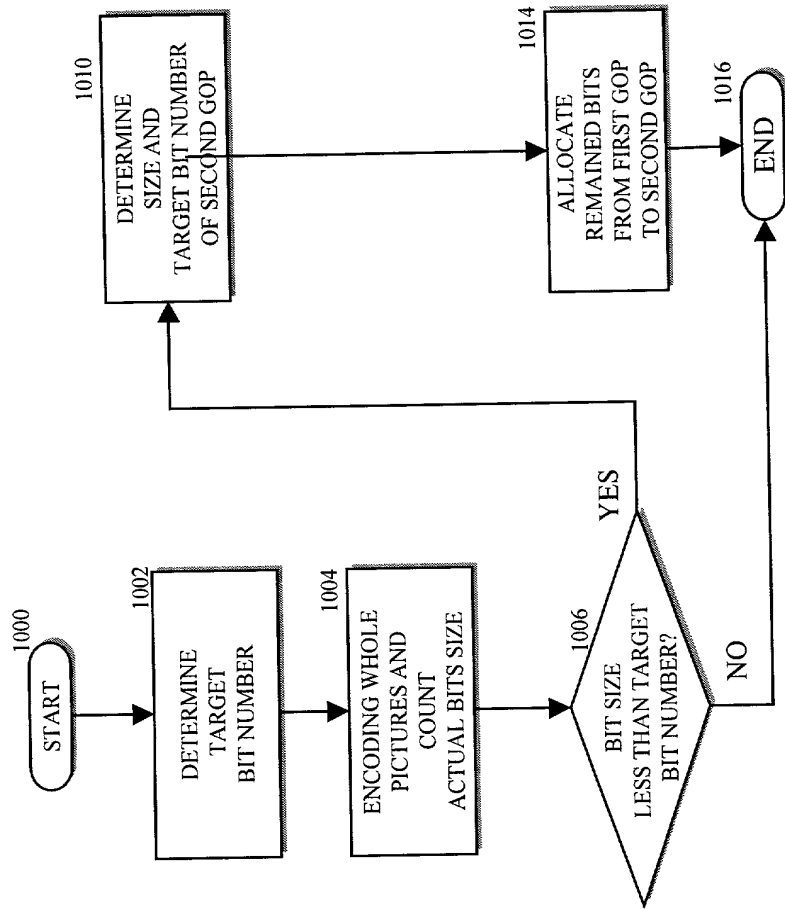 1000
START
1002
DETERMINE
TARGET
BIT NUMBER
1004
ENCODING WHOLE
PICTURES AND
COUNT
ACTUAL BITS SIZE
1006
BIT SIZE
LESS THAN TARGET
BIT NUMBER?
YES
NO
1010
DETERMINE
SIZE AND
TARGET BIT NUMBER
OF SECOND GOP
1014
ALLOCATE
REMAINED BITS
FROM FIRST GOP
TO SECOND GOP
1016
END